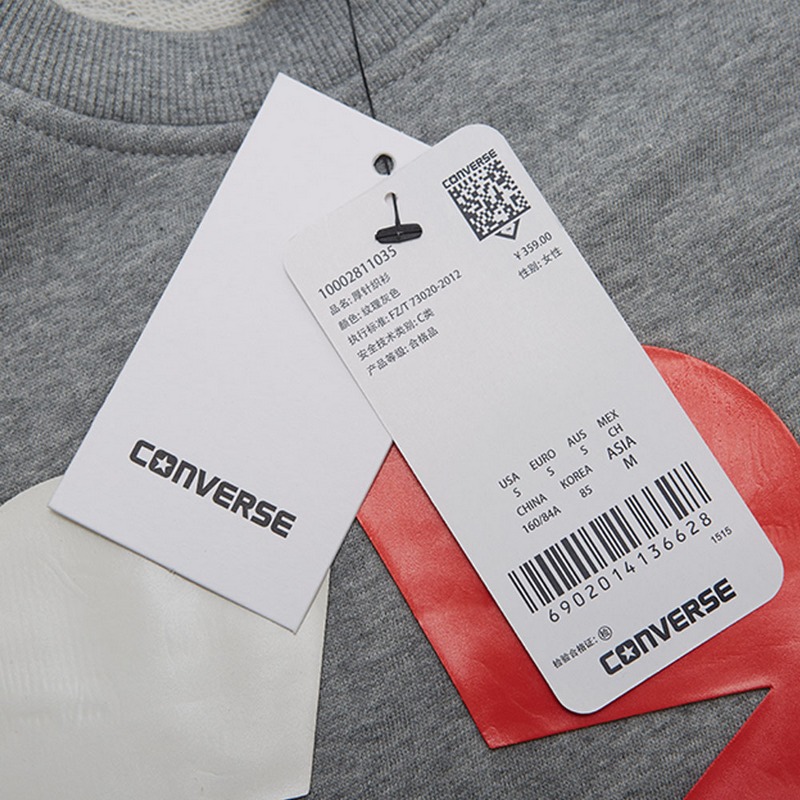 CONVERSE
CONVERSE
¥359.00
性别: 女性
10002811035
品名: 厚针织衫
颜色: 纹理灰色
执行标准: FZ/T 73020-2012
安全技术类别: C类
产品等级: 合格品
USA EURO AUS MEX
S S S CH
CHINA KOREA ASIA
160/84A 85 M
6902014136628
1515
检验合格证: 检
CONVERSE